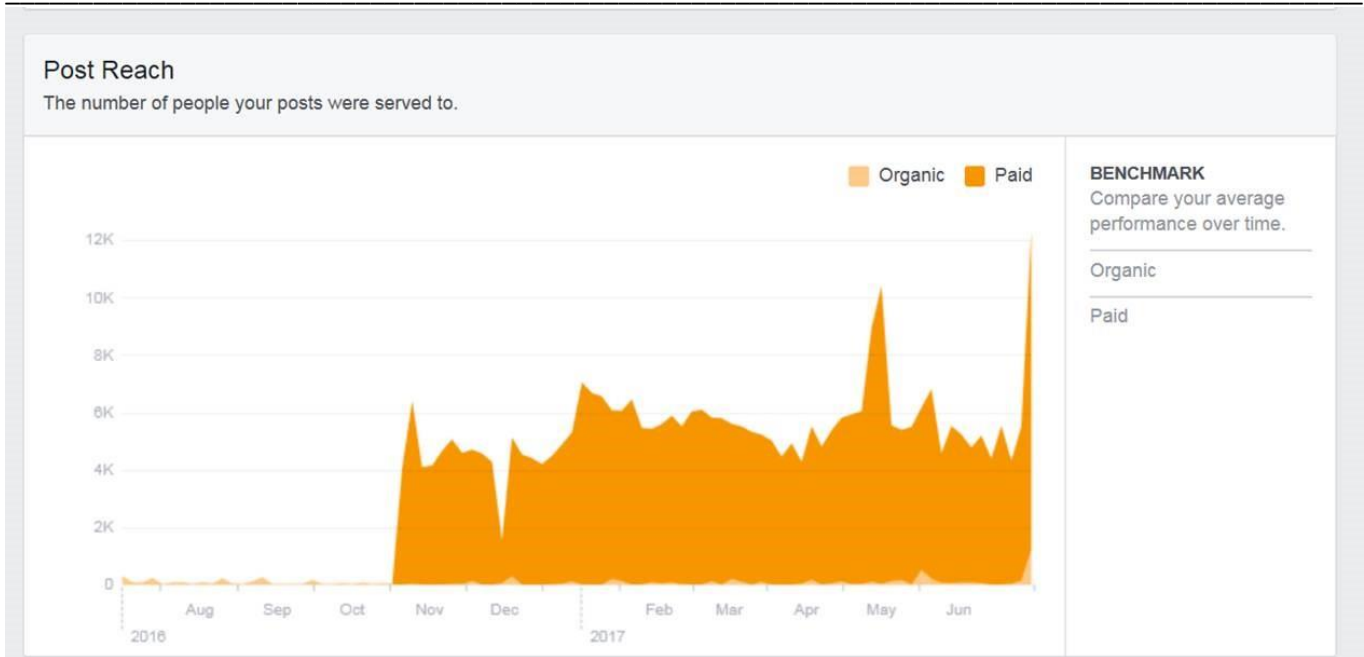 Post Reach
The number of people your posts were served to.
Organic Paid
12K
10K
8K
6K
4K
2K
0
Aug Sep Oct Nov Dec Feb Mar Apr May Jun
2016 2017
BENCHMARK
Compare your average
performance over time.
Organic
Paid